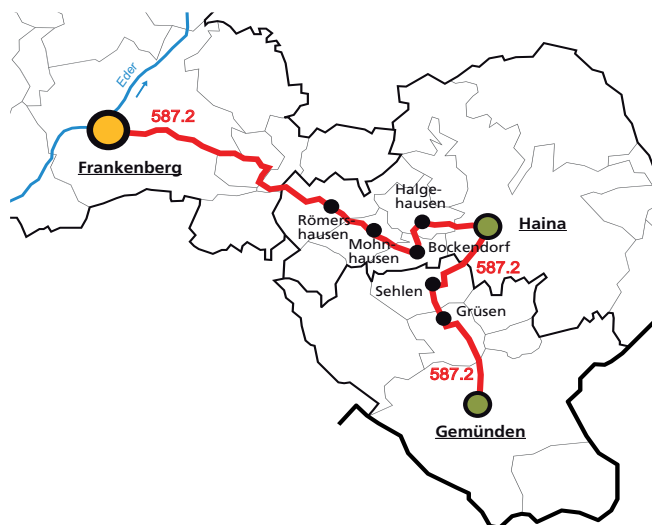 Eder
587.2
Frankenberg
Halge-
hausen
Römers-
hausen
Mohn-
hausen
Bockendorf
Haina
587.2
Sehlen
Grüsen
587.2
Gemünden